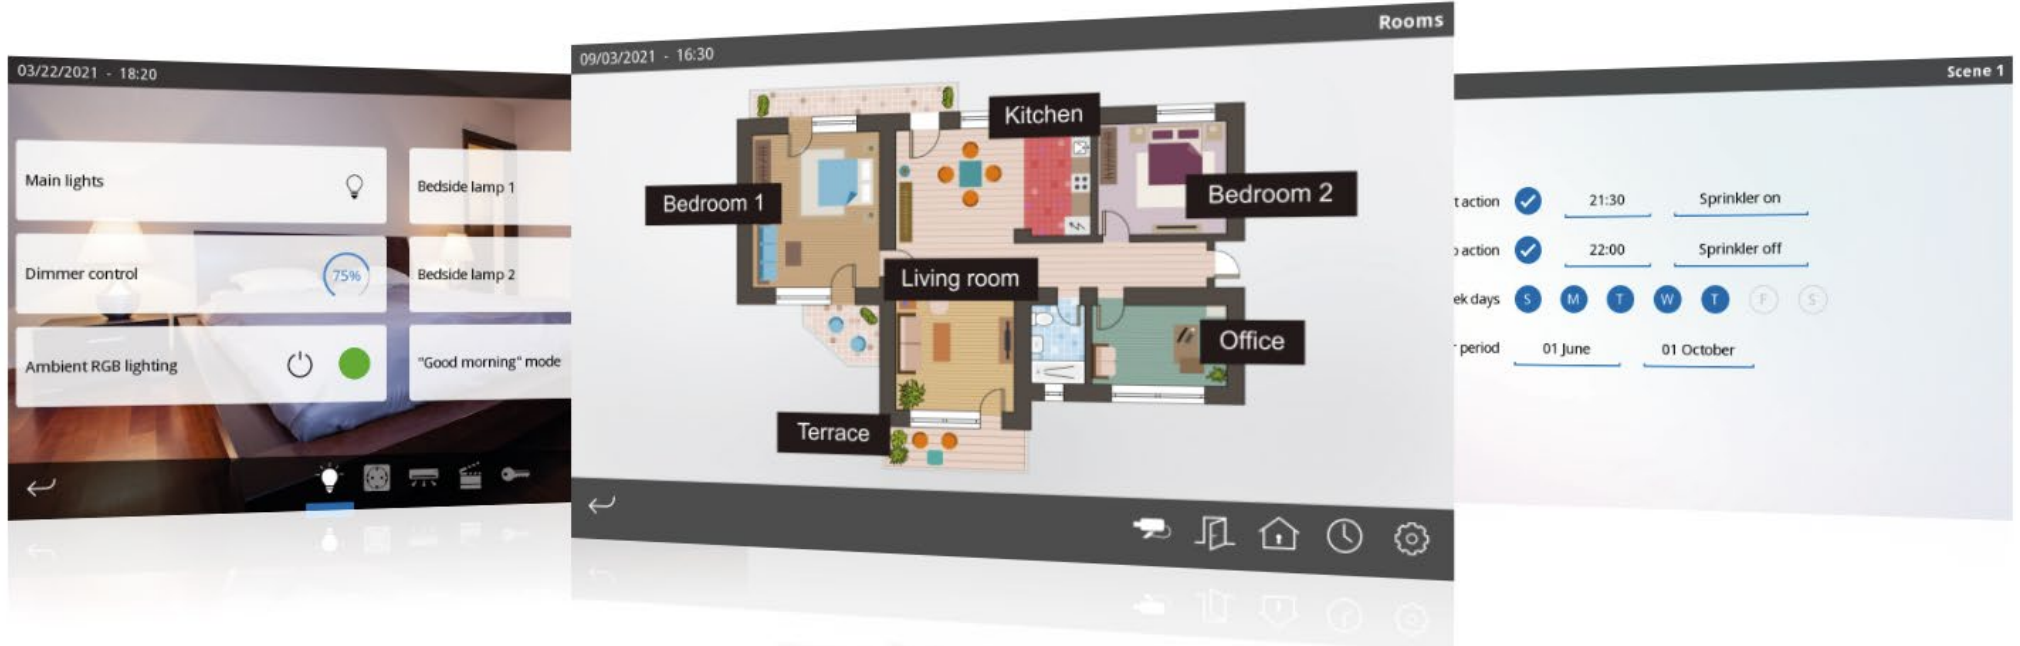 03/22/2021 - 18:20
Main lights
Dimmer control
75%
Ambient RGB lighting
Bedside lamp 1
Bedside lamp 2
"Good morning" mode
09/03/2021 - 16:30
Rooms
Kitchen
Bedroom 1
Bedroom 2
Living room
Office
Terrace
Scene 1
t action 21:30 Sprinkler on
action 22:00 Sprinkler off
ek days S M T W T F S
period 01 June 01 October